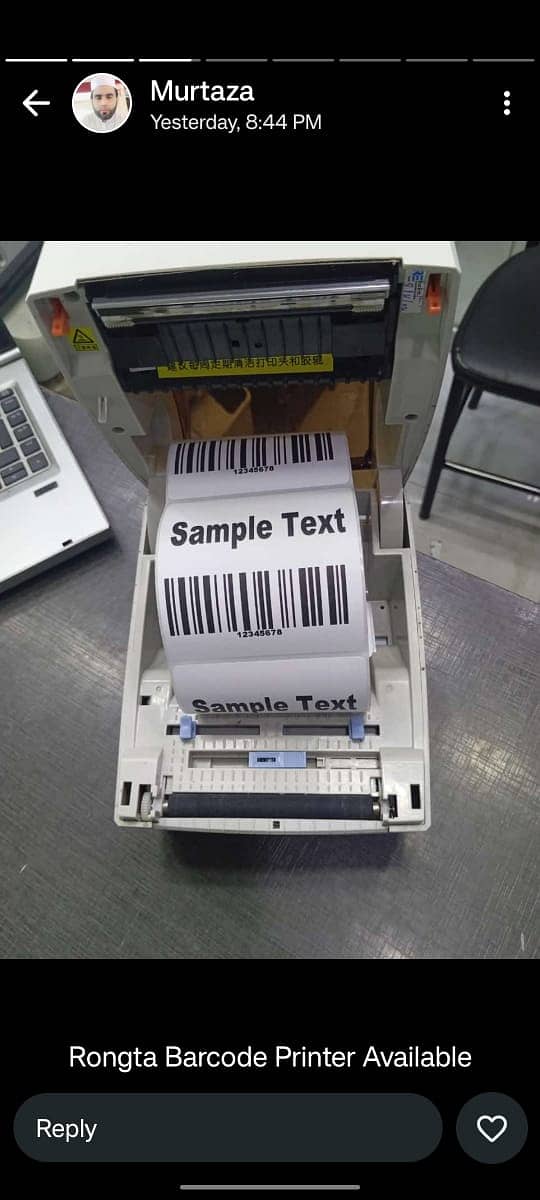 Murtaza
Yesterday, 8:44 PM
12345678
Sample Text
12345678
Sample Text
Rongta Barcode Printer Available
Reply